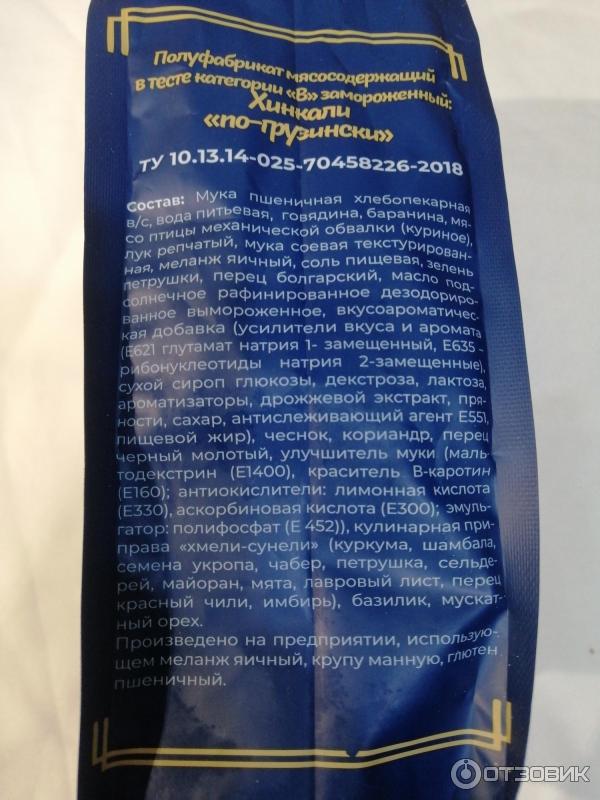 Полуфабрикат мясосодержащий
в тесте категории «В» замороженный:
Хинкали
«по-грузински»
ТУ 10.13.14-025-70458226-2018
Состав: Мука пшеничная хлебопекарная
в/с, вода питьевая, говядина, баранина, мя-
со птицы механической обвалки (куриное),
лук репчатый, мука соевая текстурирован-
ная, меланж яичный, соль пищевая, зелень
петрушки, перец болгарский, масло под-
солнечное рафинированное дезодориро-
ванное вымороженное, вкусоароматичес-
кая добавка (усилители вкуса и аромата
(Е621 глутамат натрия 1- замещенный, Е635 -
рибонуклеотиды натрия 2-замещенные),
сухой сироп глюкозы, декстроза, лактоза,
ароматизаторы, дрожжевой экстракт, пря-
ности, сахар, антислеживающий агент Е551,
пищевой жир), чеснок, кориандр, перец
черный молотый, улучшитель муки (маль-
тодекстрин (Е1400), краситель В-каротин
(Е160); антиокислители: лимонная кислота
(Е330), аскорбиновая кислота (Е300); эмуль-
гатор: полифосфат (Е 452)), кулинарная при-
права «хмели-сунели» (куркума, шамбала,
семена укропа, чабер, петрушка, сельде-
рей, майоран, мята, лавровый лист, перец
красный чили, имбирь), базилик, мускат-
ный орех.
Произведено на предприятии, использую-
щем меланж яичный, крупу манную, глютен
пшеничный.
ОТЗОВИК